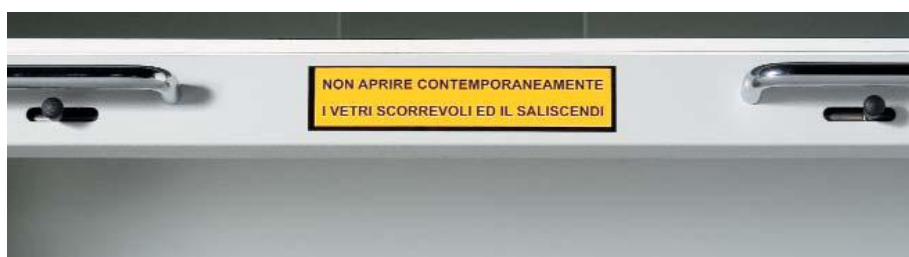 NON APRIRE CONTEMPORANEAMENTE
I VETRI SCORREVOLI ED IL SALISCENDI